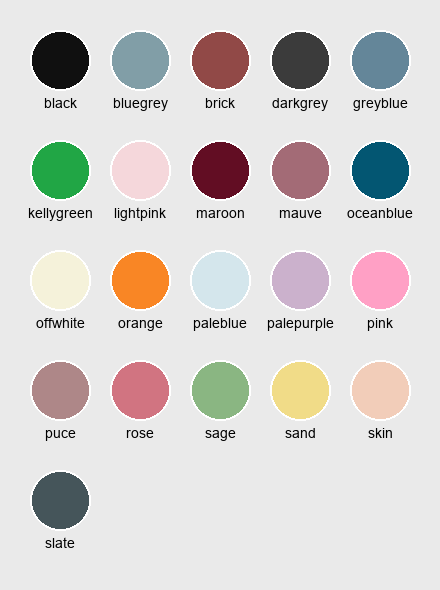 black bluegrey brick darkgrey greyblue
kellygreen lightpink maroon mauve oceanblue
offwhite orange paleblue palepurple pink
puce rose sage sand skin
slate